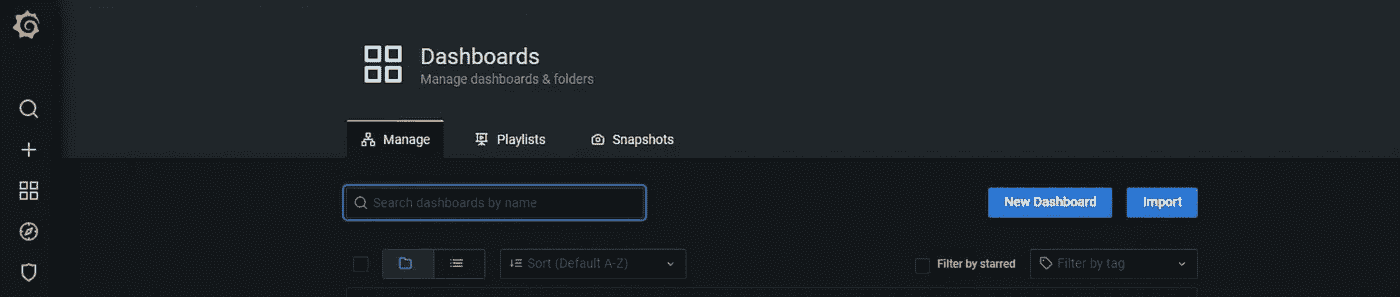 Dashboards
Manage dashboards & folders
Manage Playlists Snapshots
Search dashboards by name New Dashboard Import
Sort (Default A-Z) Filter by starred Filter by tag